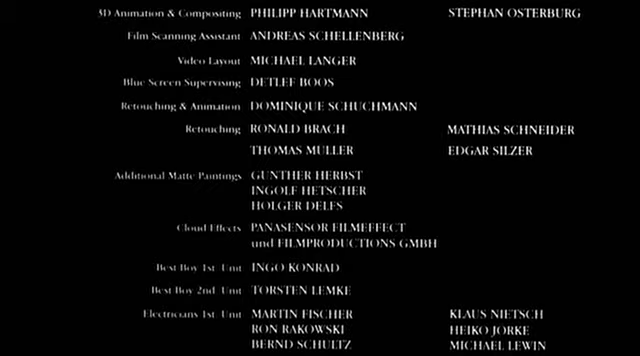 3D Animation & Compositing PHILIPP HARTMANN STEPHAN OSTERBURG
Film Scanning Assistant ANDREAS SCHELLENBERG
Video Layout MICHAEL LANGER
Blue Screen Supervising DETLEF BOOS
Retouching & Animation DOMINIQUE SCHUCHMANN
Retouching RONALD BRACH MATHIAS SCHNEIDER
THOMAS MULLER EDGAR SILZER
Additional Matte Paintings GUNTHER HERBST
INGOLF HETSCHER
HOLGER DELFS
Cloud Effects PANASENSOR FILMEFFECT
und FILMPRODUCTIONS GMBH
Best Boy 1st Unit INGO KONRAD
Best Boy 2nd Unit TORSTEN LEMKE
Electricians 1st Unit MARTIN FISCHER KLAUS NIETSCH
RON RAKOWSKI HEIKO JORKE
BERND SCHULTZ MICHAEL LEWIN